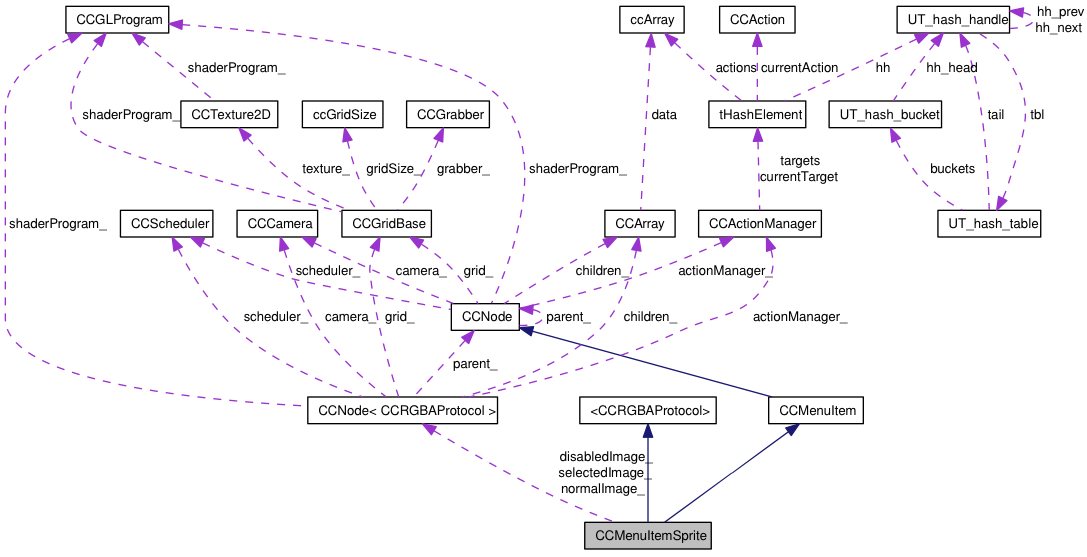 CCGLProgram
ccArray
CCAction
UT_hash_handle
hh_prev
hh_next
shaderProgram_
actions
currentAction
hh
hh_head
shaderProgram_
CCTexture2D
ccGridSize
CCGrabber
data
tHashElement
UT_hash_bucket
tail
tbl
texture_
gridSize_
grabber_
shaderProgram_
targets
currentTarget
buckets
shaderProgram_
CCScheduler
CCCamera
CCGridBase
CCArray
CCActionManager
UT_hash_table
scheduler_
camera_
grid_
children_
actionManager_
scheduler_
camera_
grid_
CCNode
parent_
children_
actionManager_
parent_
CCNode< CCRGBAProtocol >
<CCRGBAProtocol>
CCMenuItem
disabledImage_
selectedImage_
normalImage_
CCMenuItemSprite